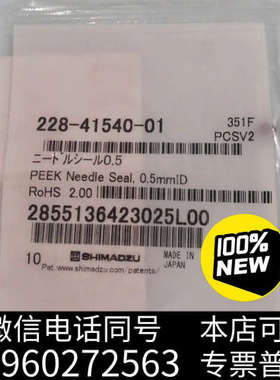 228-41540-01
351F
PCSV2
ニードルシール0.5
PEEK Needle Seal, 0.5mmID
RoHS 2.00
2855136423025L00
100%
NEW
10
SHIMADZU
MADE IN
JAPAN
Pat.www.shimadzu.com/patents/
微信电话同号
本店可
960272563
专票普